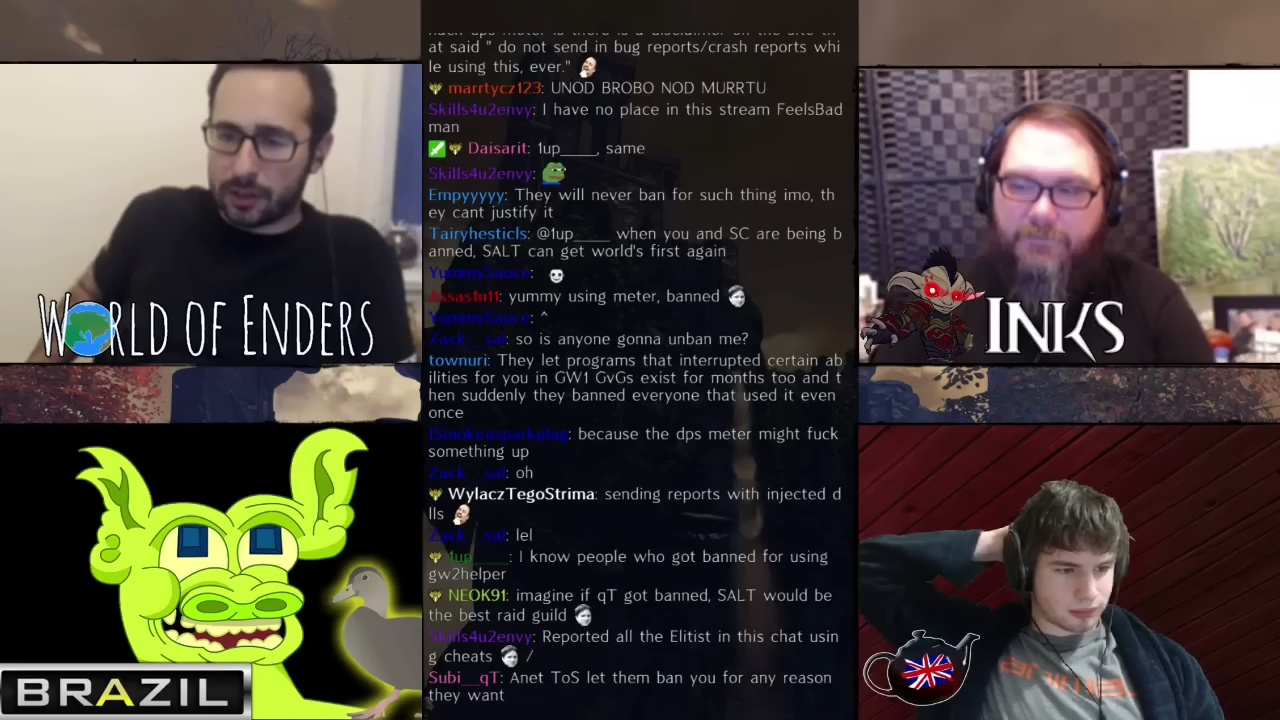 at said " do not send in bug reports/crash reports whi
le using this, ever."
marrtycz123: UNOD BROBO NOD MURRTU
Skills4u2envy: I have no place in this stream FeelsBad
man
Daisarit: 1up____, same
Skills4u2envy:
Empyyyyy: They will never ban for such thing imo, th
ey cant justify it
Tairyhesticls: @1up____ when you and SC are being b
anned, SALT can get world's first again
YummySauce:
Assas1n11: yummy using meter, banned
YummySauce: ^
Zack__sal: so is anyone gonna unban me?
townuri: They let programs that interrupted certain ab
ilities for you in GW1 GvGs exist for months too and t
hen suddenly they banned everyone that used it even
once
ISmokeasparkplug: because the dps meter might fuck
something up
Zack__sal: oh
WylaczTegoStrima: sending reports with injected d
lls
Zack__sal: lel
1up____: I know people who got banned for using
gw2helper
NEOK91: imagine if qT got banned, SALT would be
the best raid guild
Skills4u2envy: Reported all the Elitist in this chat usin
g cheats /
Subi__qT: Anet ToS let them ban you for any reason
they want
WORLD OF ENDERS
INKS
BRAZIL